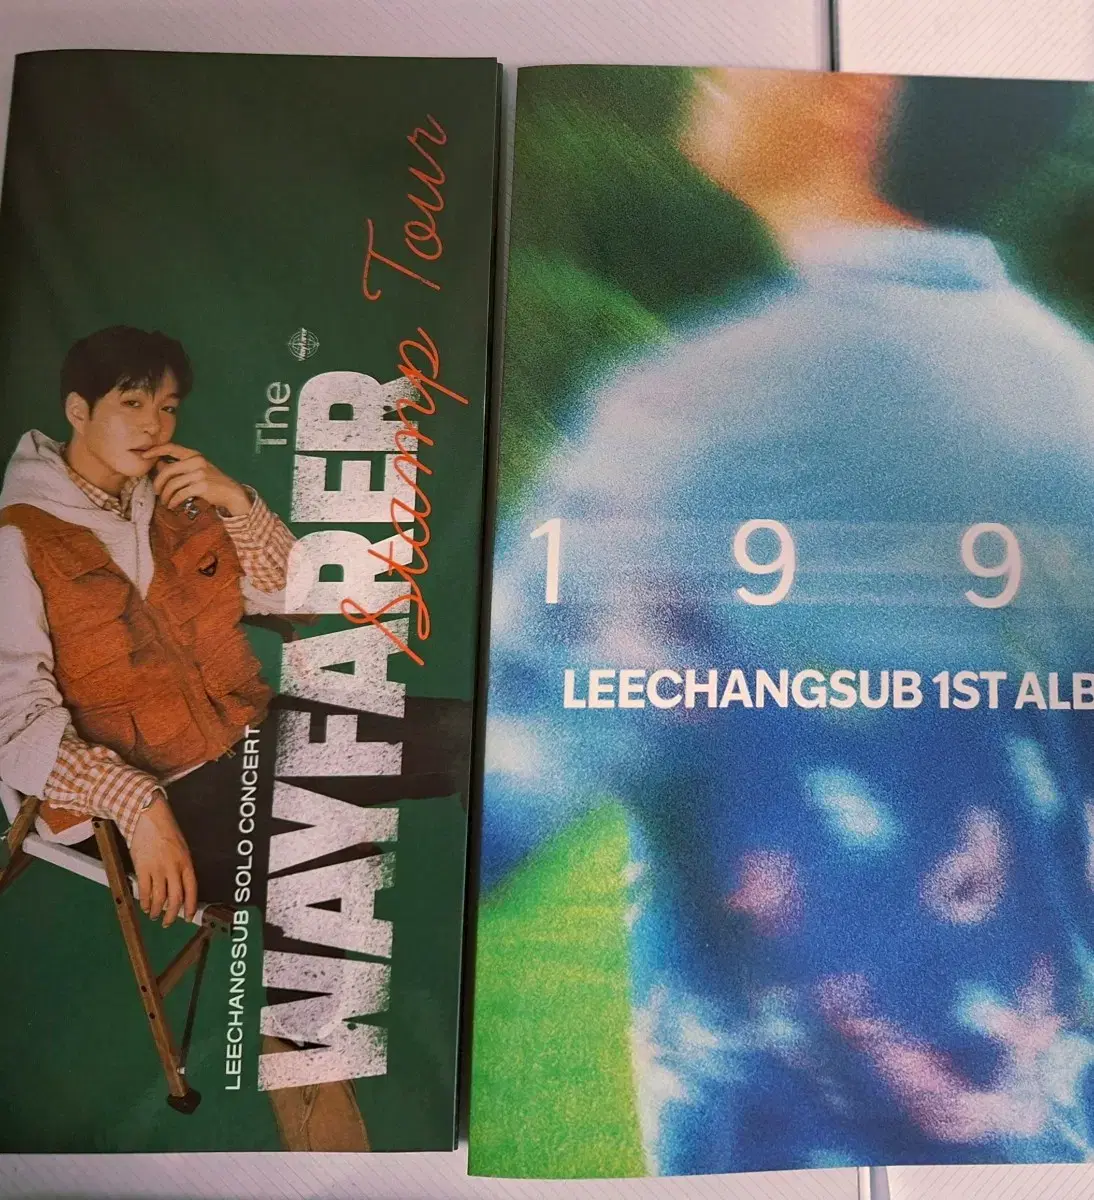 The
WAYFARER
Stamp Tour
LEECHANGSUB SOLO CONCERT
1 9 9
LEECHANGSUB 1ST ALB